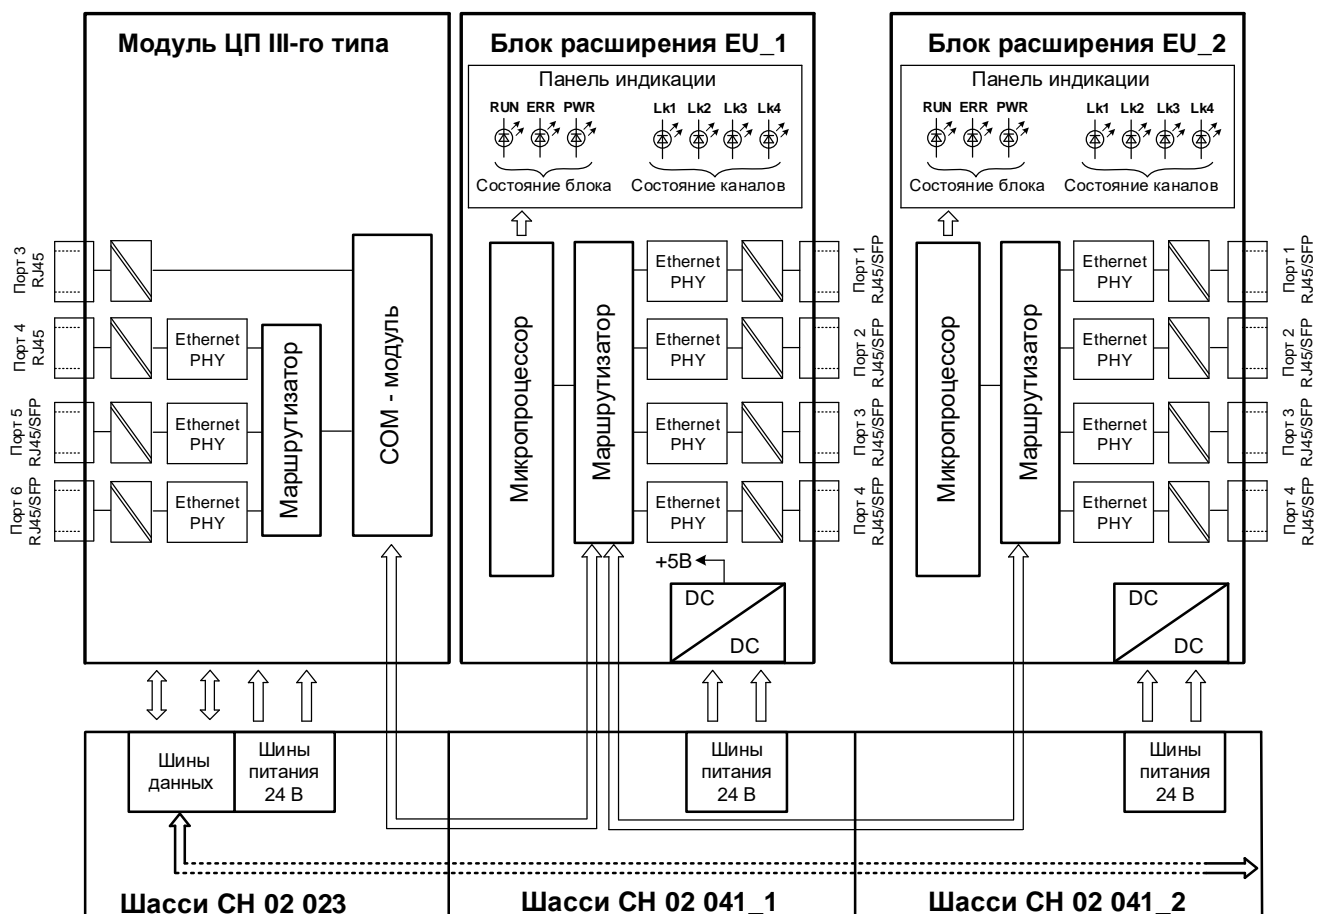 Модуль ЦП III-го типа
Порт 3
RJ45
Порт 4
RJ45
Порт 5
RJ45/SFP
Порт 6
RJ45/SFP
Ethernet
PHY
Ethernet
PHY
Ethernet
PHY
Маршрутизатор
COM - модуль
Блок расширения EU_1
Панель индикации
RUN ERR PWR
Lk1 Lk2 Lk3 Lk4
Состояние блока
Состояние каналов
Микропроцессор
Маршрутизатор
Ethernet
PHY
Ethernet
PHY
Ethernet
PHY
Ethernet
PHY
Порт 1
RJ45/SFP
Порт 2
RJ45/SFP
Порт 3
RJ45/SFP
Порт 4
RJ45/SFP
+5В
DC
DC
Блок расширения EU_2
Панель индикации
RUN ERR PWR
Lk1 Lk2 Lk3 Lk4
Состояние блока
Состояние каналов
Микропроцессор
Маршрутизатор
Ethernet
PHY
Ethernet
PHY
Ethernet
PHY
Ethernet
PHY
Порт 1
RJ45/SFP
Порт 2
RJ45/SFP
Порт 3
RJ45/SFP
Порт 4
RJ45/SFP
DC
DC
Шины
данных
Шины
питания
24 В
Шины
питания
24 В
Шины
питания
24 В
Шасси СН 02 023
Шасси СН 02 041_1
Шасси СН 02 041_2